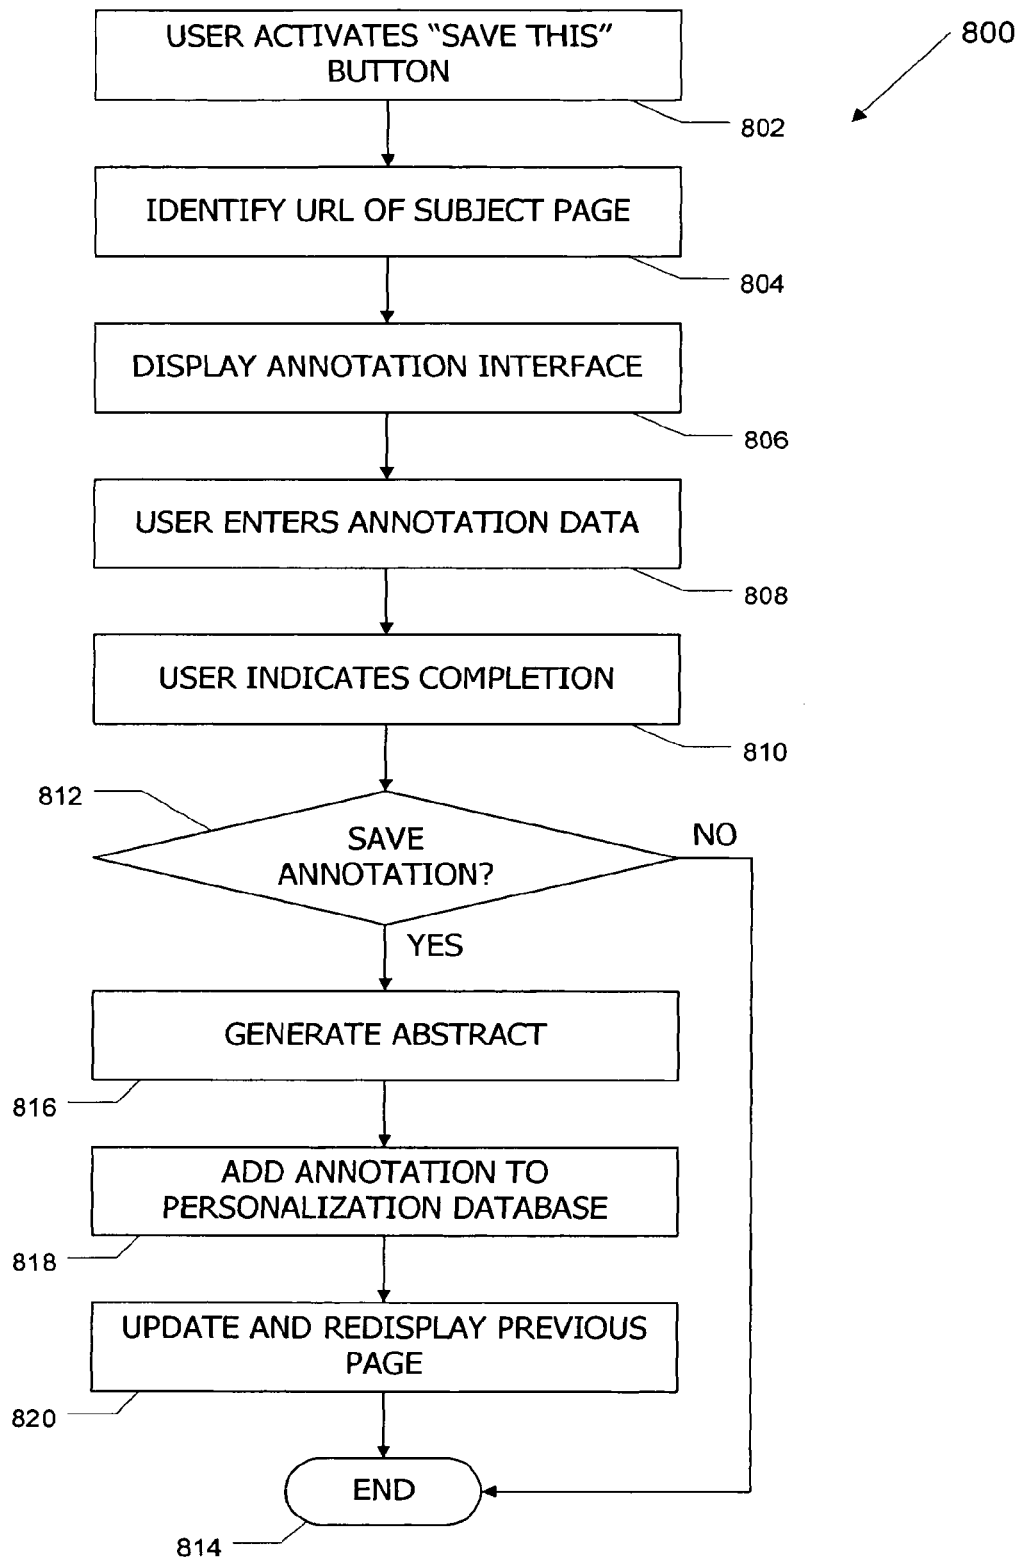 800
USER ACTIVATES “SAVE THIS”
BUTTON
802
IDENTIFY URL OF SUBJECT PAGE
804
DISPLAY ANNOTATION INTERFACE
806
USER ENTERS ANNOTATION DATA
808
USER INDICATES COMPLETION
810
812
SAVE
ANNOTATION?
NO
YES
GENERATE ABSTRACT
816
ADD ANNOTATION TO
PERSONALIZATION DATABASE
818
UPDATE AND REDISPLAY PREVIOUS
PAGE
820
END
814